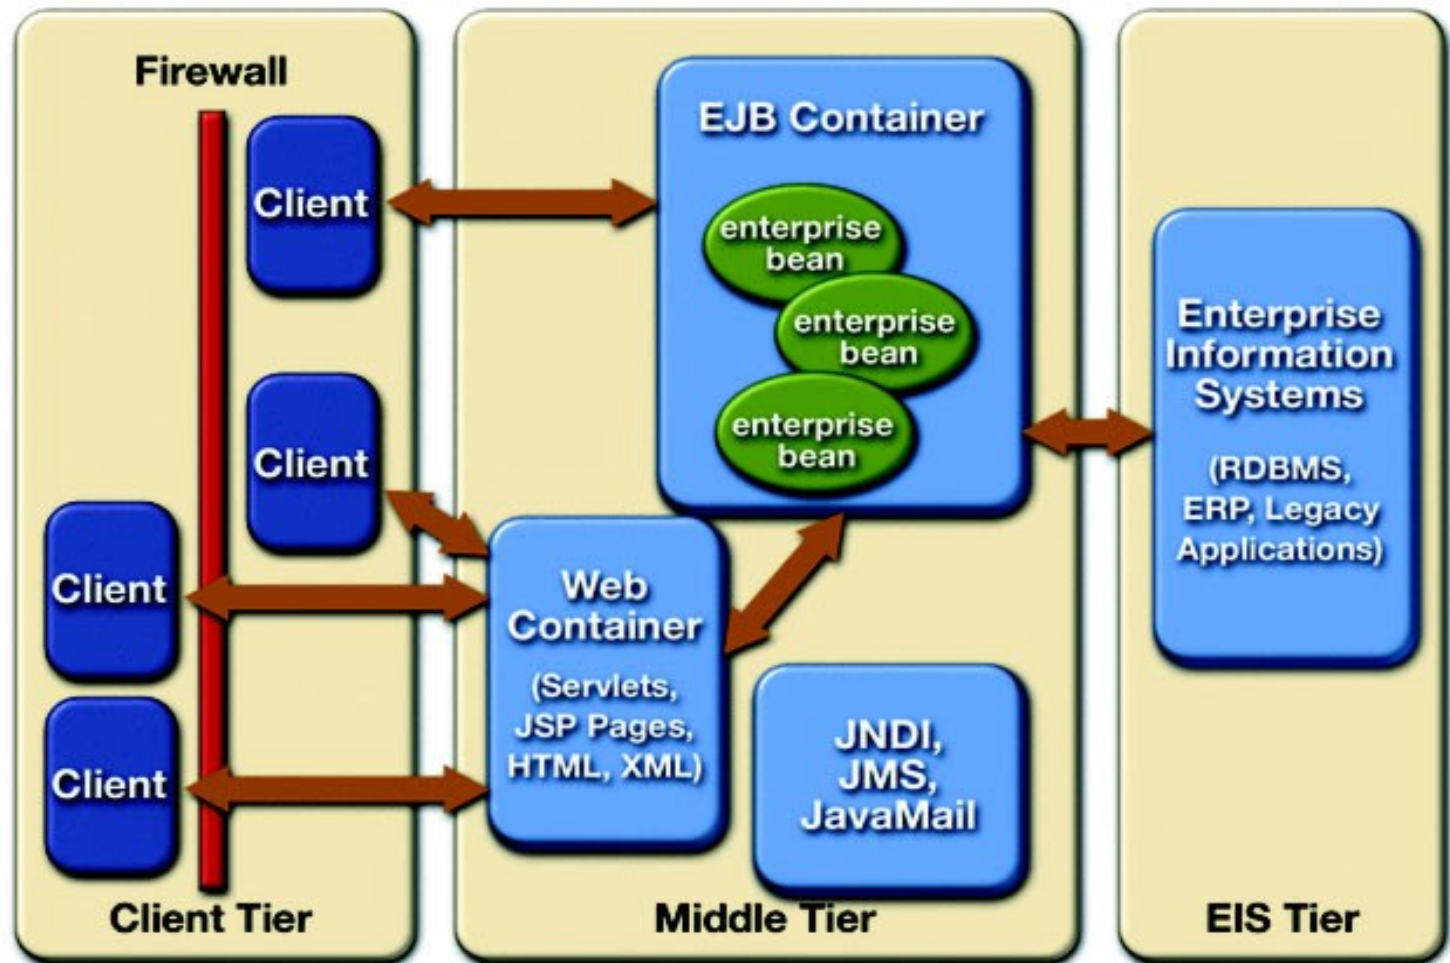 Firewall
Client
Client
Client
Client
Client Tier
EJB Container
enterprise
bean
enterprise
bean
enterprise
bean
Web
Container
(Servlets,
JSP Pages,
HTML, XML)
JNDI,
JMS,
JavaMail
Middle Tier
Enterprise
Information
Systems
(RDBMS,
ERP, Legacy
Applications)
EIS Tier